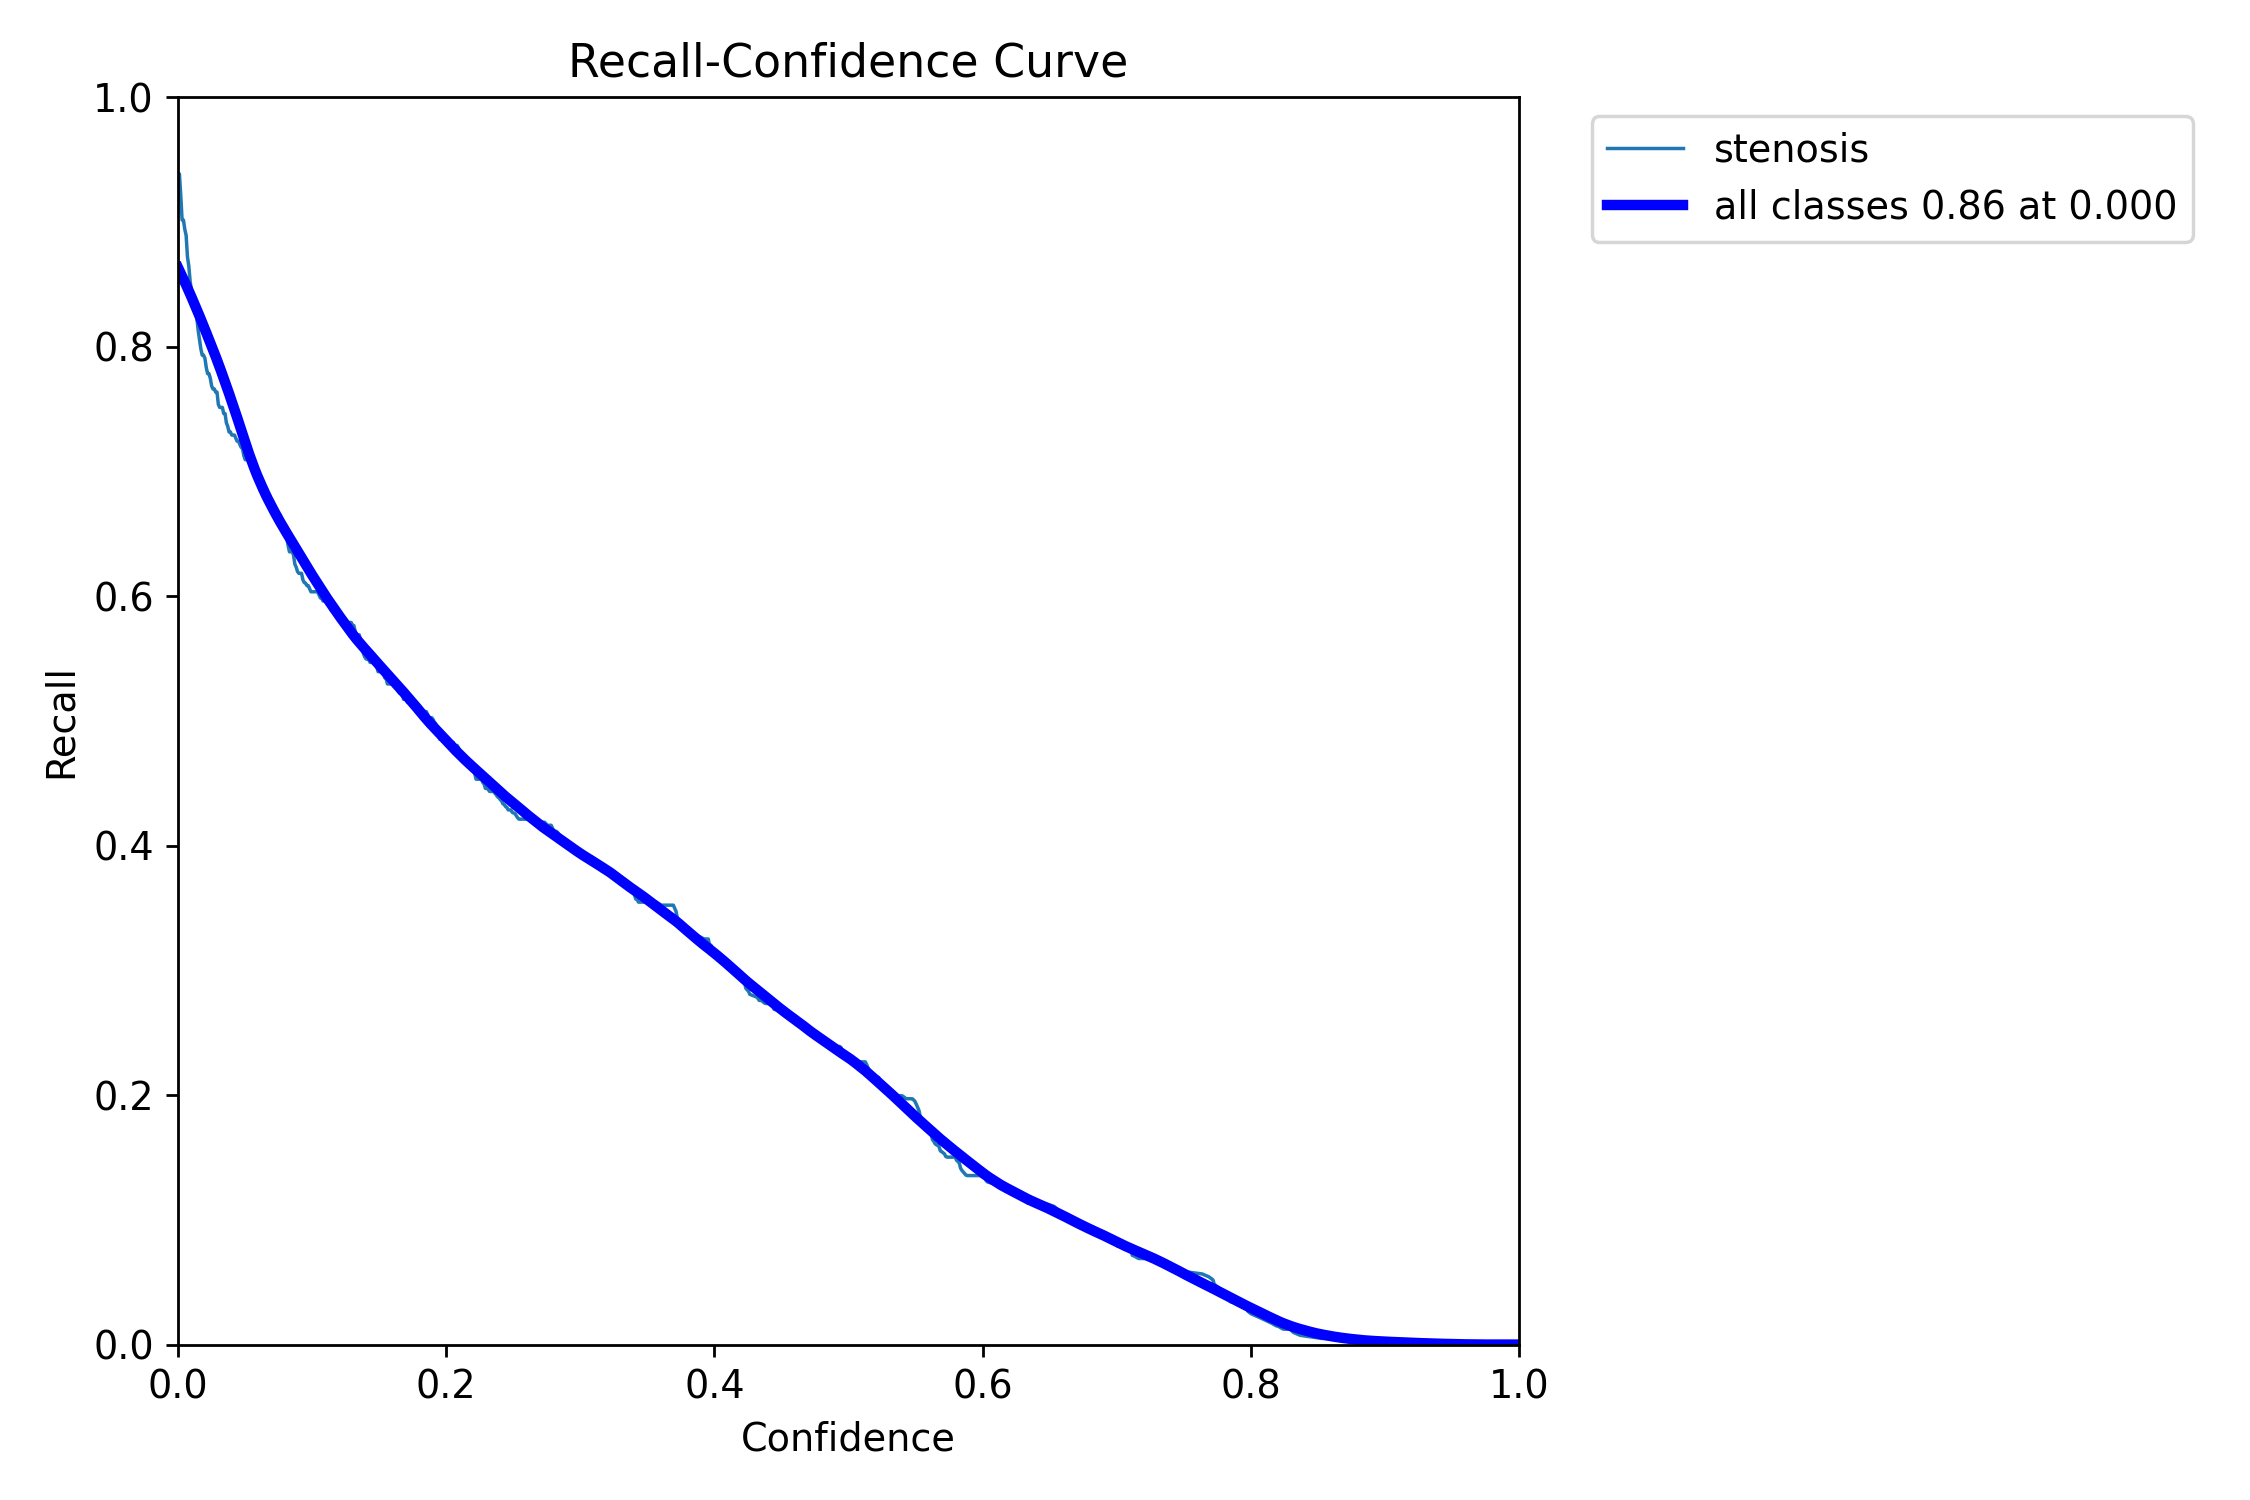 Recall-Confidence Curve
1.0
0.8
0.6
0.4
0.2
0.0
Recall
0.0 0.2 0.4 0.6 0.8 1.0
Confidence
stenosis
all classes 0.86 at 0.000